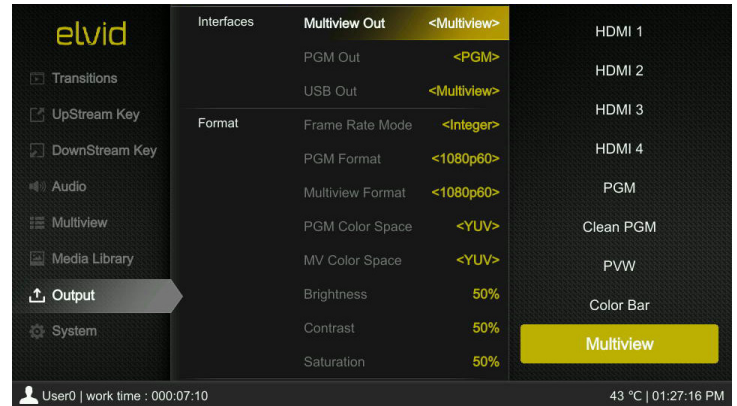 elvid
Transitions
UpStream Key
DownStream Key
Audio
Multiview
Media Library
Output
System
Interfaces
Multiview Out <Multiview>
PGM Out <PGM>
USB Out <Multiview>
Format
Frame Rate Mode <Integer>
PGM Format <1080p60>
Multiview Format <1080p60>
PGM Color Space <YUV>
MV Color Space <YUV>
Brightness 50%
Contrast 50%
Saturation 50%
HDMI 1
HDMI 2
HDMI 3
HDMI 4
PGM
Clean PGM
PVW
Color Bar
Multiview
User0 | work time : 000:07:10
43 °C | 01:27:16 PM